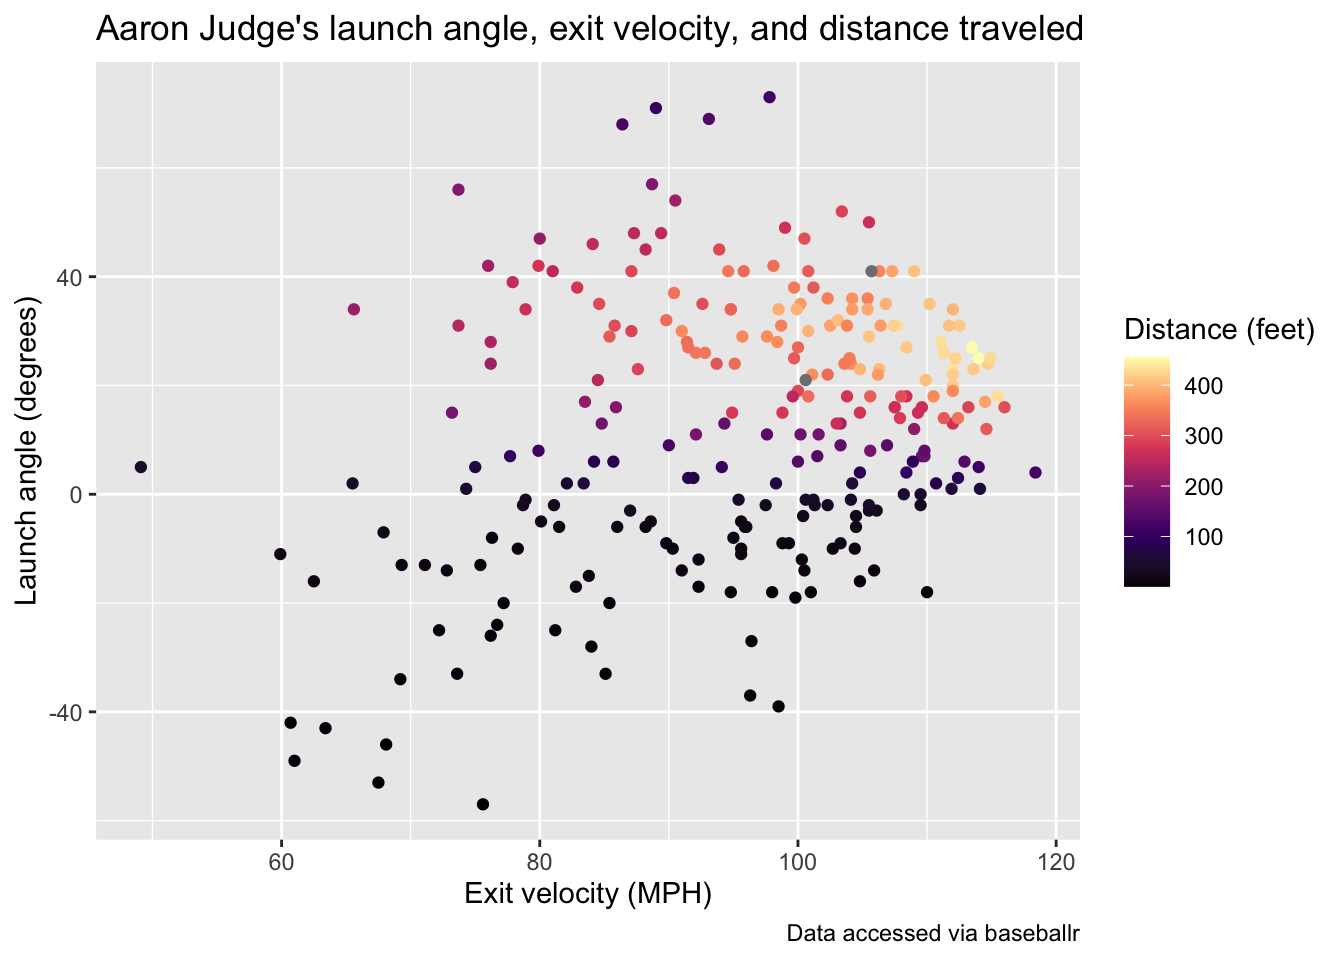 Aaron Judge's launch angle, exit velocity, and distance traveled
Launch angle (degrees)
40
0
-40
60 80 100 120
Exit velocity (MPH)
Distance (feet)
400
300
200
100
Data accessed via baseballr